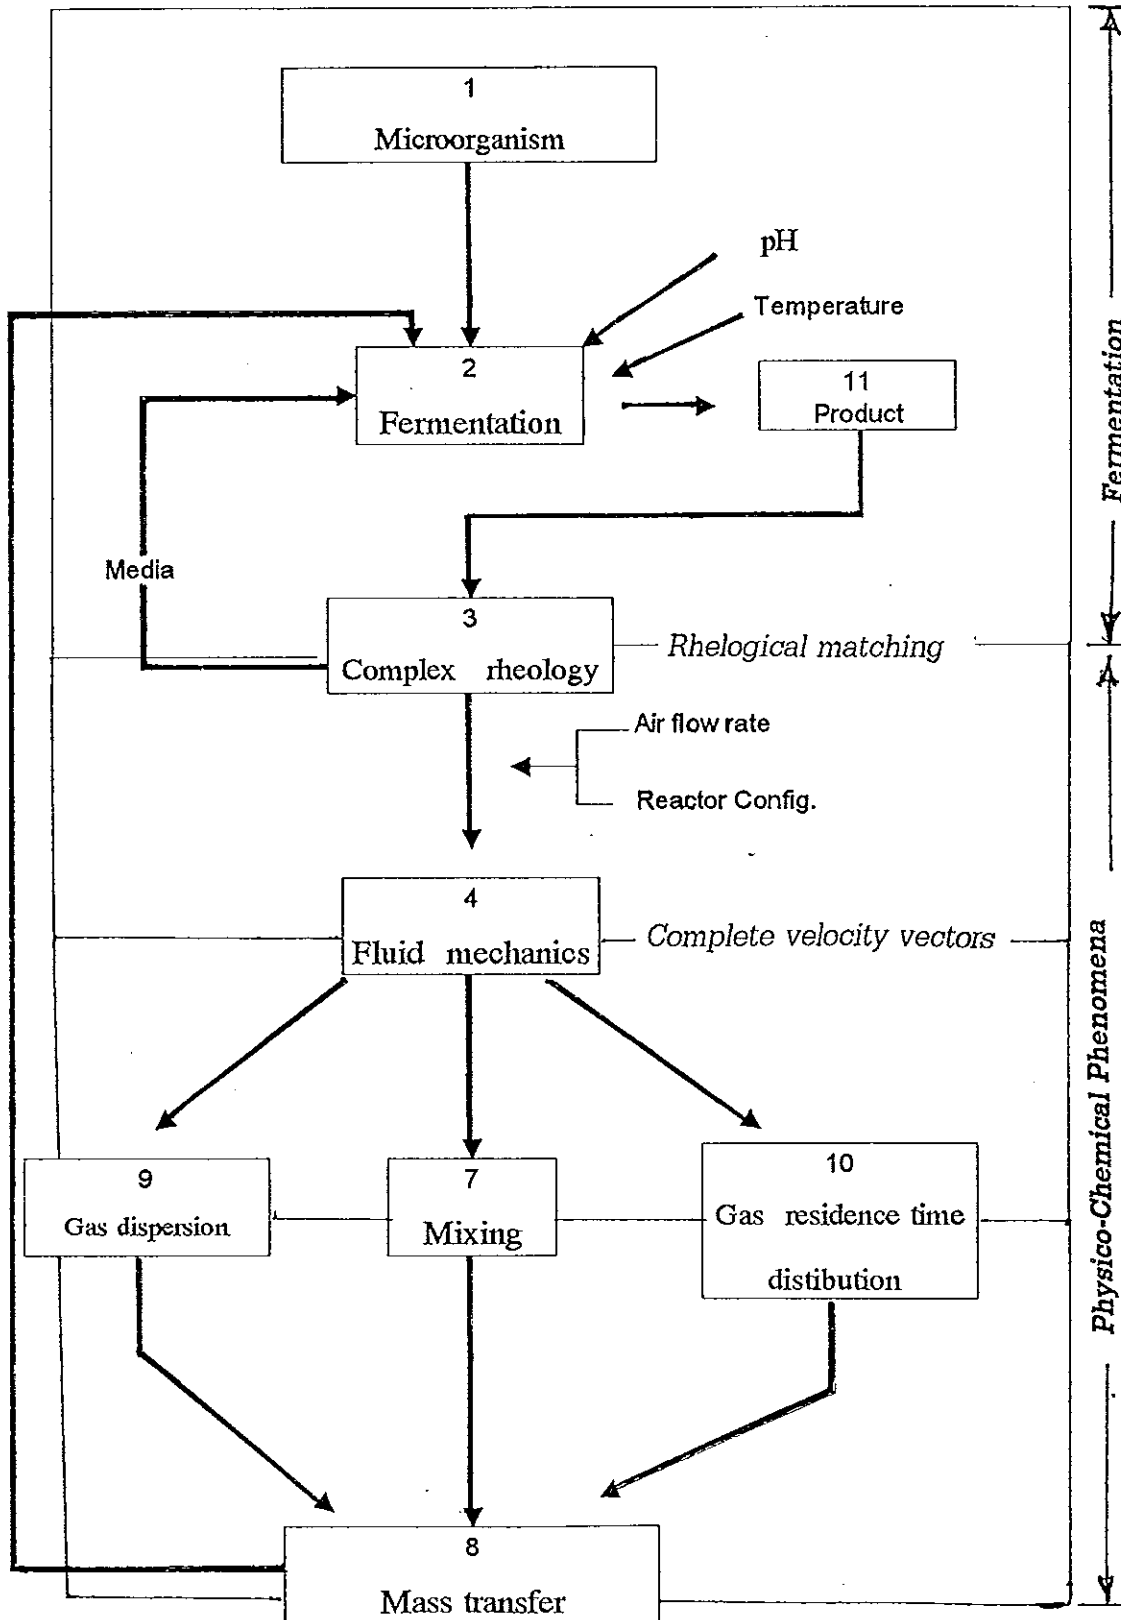 1
Microorganism
pH
Temperature
2
Fermentation
11
Product
Media
3
Complex rheology
Rhelogical matching
Air flow rate
Reactor Config.
4
Fluid mechanics
Complete velocity vectors
9
Gas dispersion
7
Mixing
10
Gas residence time
distibution
8
Mass transfer
Fermentation
Physico-Chemical Phenomena